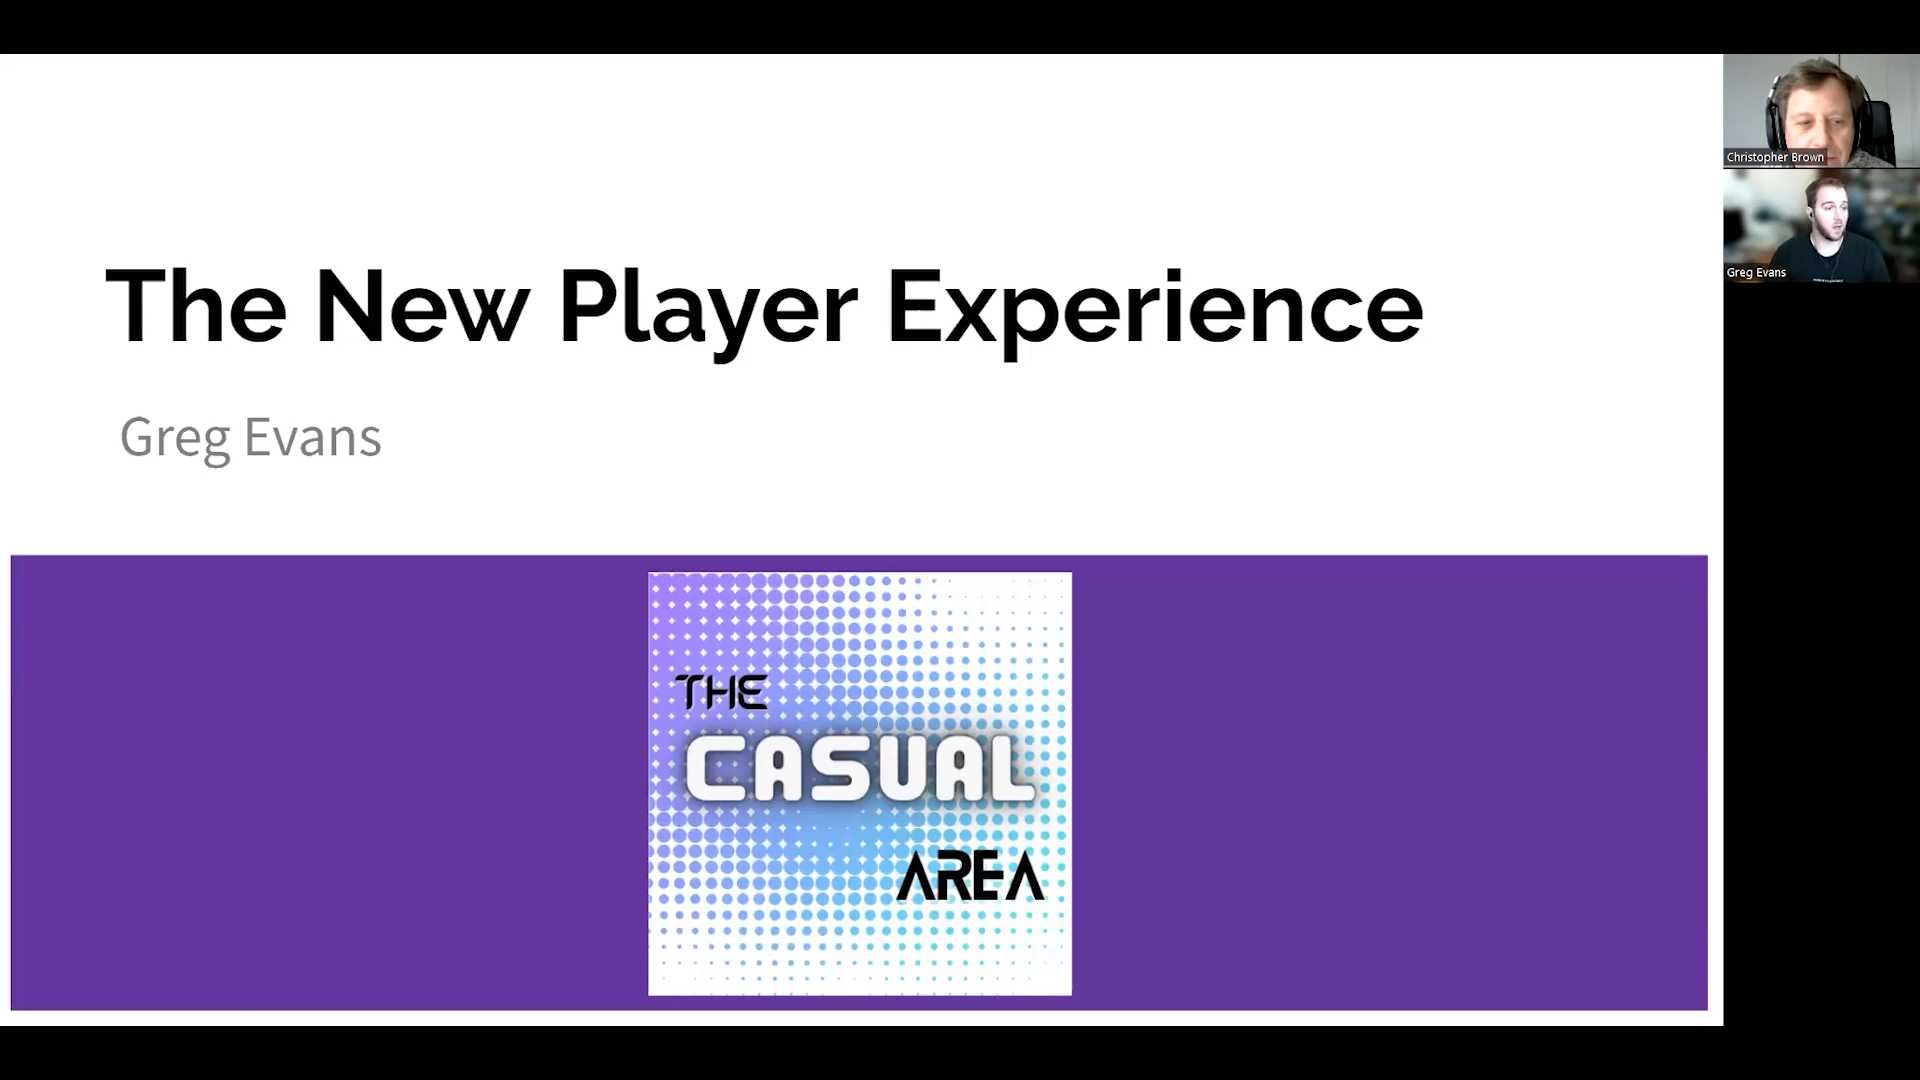 The New Player Experience
Greg Evans
THE
CASUAL
AREA
Christopher Brown
Greg Evans